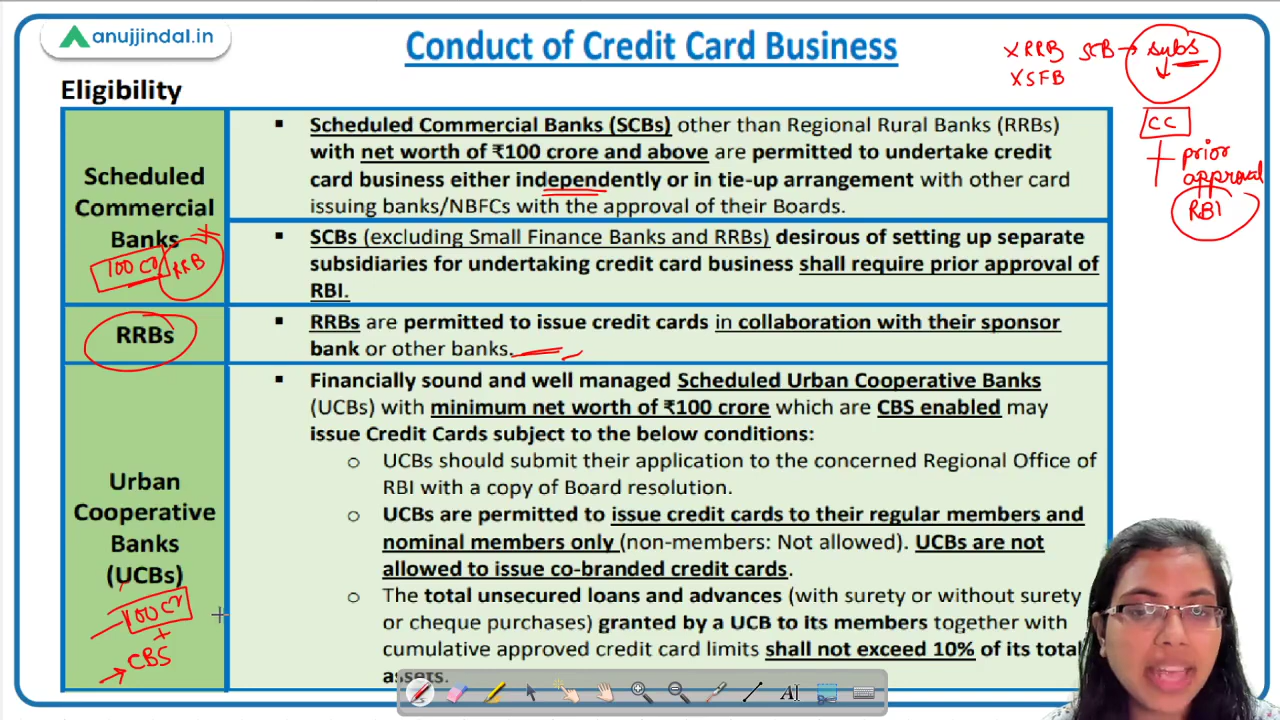 anujjindal.in
Conduct of Credit Card Business
XRRB SCB → subs
XSFB
CC
prior
approval
RBI
Eligibility
Scheduled
Commercial
Banks
100 Cr RRB
▪ Scheduled Commercial Banks (SCBs) other than Regional Rural Banks (RRBs)
with net worth of ₹100 crore and above are permitted to undertake credit
card business either independently or in tie-up arrangement with other card
issuing banks/NBFCs with the approval of their Boards.
▪ SCBs (excluding Small Finance Banks and RRBs) desirous of setting up separate
subsidiaries for undertaking credit card business shall require prior approval of
RBI.
RRBs
▪ RRBs are permitted to issue credit cards in collaboration with their sponsor
bank or other banks.
Urban
Cooperative
Banks
(UCBs)
100 Cr
+
→ CBS
▪ Financially sound and well managed Scheduled Urban Cooperative Banks
(UCBs) with minimum net worth of ₹100 crore which are CBS enabled may
issue Credit Cards subject to the below conditions:
o UCBs should submit their application to the concerned Regional Office of
RBI with a copy of Board resolution.
o UCBs are permitted to issue credit cards to their regular members and
nominal members only (non-members: Not allowed). UCBs are not
allowed to issue co-branded credit cards.
o The total unsecured loans and advances (with surety or without surety
or cheque purchases) granted by a UCB to its members together with
cumulative approved credit card limits shall not exceed 10% of its total
assets.